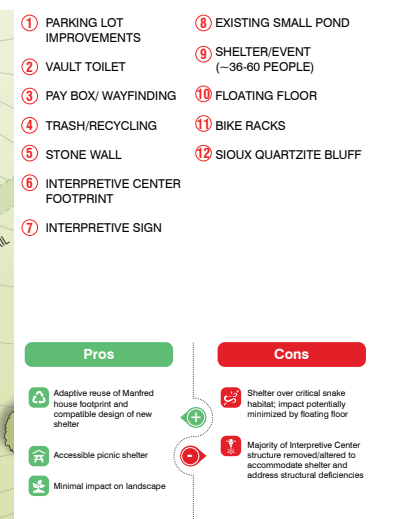 1 PARKING LOT
IMPROVEMENTS
2 VAULT TOILET
3 PAY BOX/ WAYFINDING
4 TRASH/RECYCLING
5 STONE WALL
6 INTERPRETIVE CENTER
FOOTPRINT
7 INTERPRETIVE SIGN
8 EXISTING SMALL POND
9 SHELTER/EVENT
(~36-60 PEOPLE)
10 FLOATING FLOOR
11 BIKE RACKS
12 SIOUX QUARTZITE BLUFF
Pros
Adaptive reuse of Manfred
house footprint and
compatible design of new
shelter
Accessible picnic shelter
Minimal impact on landscape
+
-
Cons
Shelter over critical snake
habitat; impact potentially
minimized by floating floor
Majority of Interpretive Center
structure removed/altered to
accommodate shelter and
address structural deficiencies